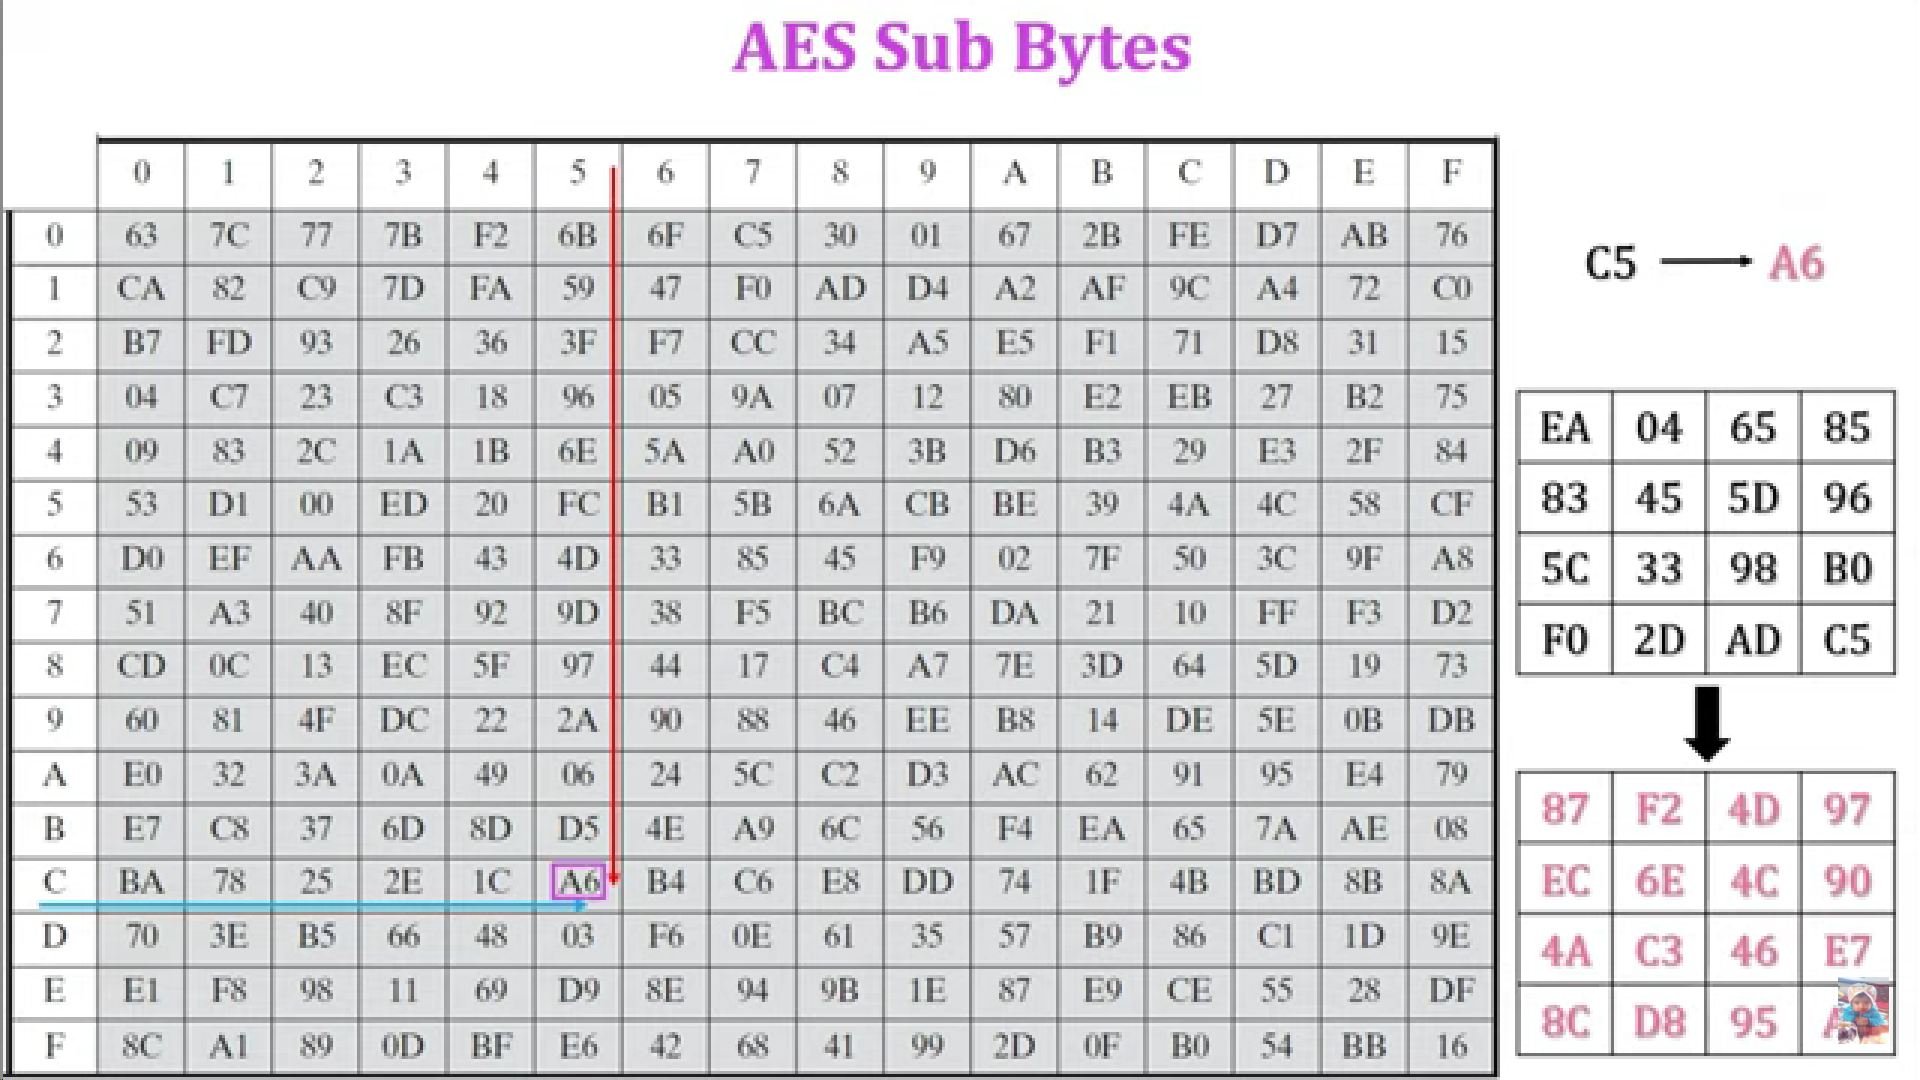 AES Sub Bytes
0 1 2 3 4 5 6 7 8 9 A B C D E F
0 63 7C 77 7B F2 6B 6F C5 30 01 67 2B FE D7 AB 76
1 CA 82 C9 7D FA 59 47 F0 AD D4 A2 AF 9C A4 72 C0
2 B7 FD 93 26 36 3F F7 CC 34 A5 E5 F1 71 D8 31 15
3 04 C7 23 C3 18 96 05 9A 07 12 80 E2 EB 27 B2 75
4 09 83 2C 1A 1B 6E 5A A0 52 3B D6 B3 29 E3 2F 84
5 53 D1 00 ED 20 FC B1 5B 6A CB BE 39 4A 4C 58 CF
6 D0 EF AA FB 43 4D 33 85 45 F9 02 7F 50 3C 9F A8
7 51 A3 40 8F 92 9D 38 F5 BC B6 DA 21 10 FF F3 D2
8 CD 0C 13 EC 5F 97 44 17 C4 A7 7E 3D 64 5D 19 73
9 60 81 4F DC 22 2A 90 88 46 EE B8 14 DE 5E 0B DB
A E0 32 3A 0A 49 06 24 5C C2 D3 AC 62 91 95 E4 79
B E7 C8 37 6D 8D D5 4E A9 6C 56 F4 EA 65 7A AE 08
C BA 78 25 2E 1C A6 B4 C6 E8 DD 74 1F 4B BD 8B 8A
D 70 3E B5 66 48 03 F6 0E 61 35 57 B9 86 C1 1D 9E
E E1 F8 98 11 69 D9 8E 94 9B 1E 87 E9 CE 55 28 DF
F 8C A1 89 0D BF E6 42 68 41 99 2D 0F B0 54 BB 16
C5 A6
EA 04 65 85
83 45 5D 96
5C 33 98 B0
F0 2D AD C5
87 F2 4D 97
EC 6E 4C 90
4A C3 46 E7
8C D8 95